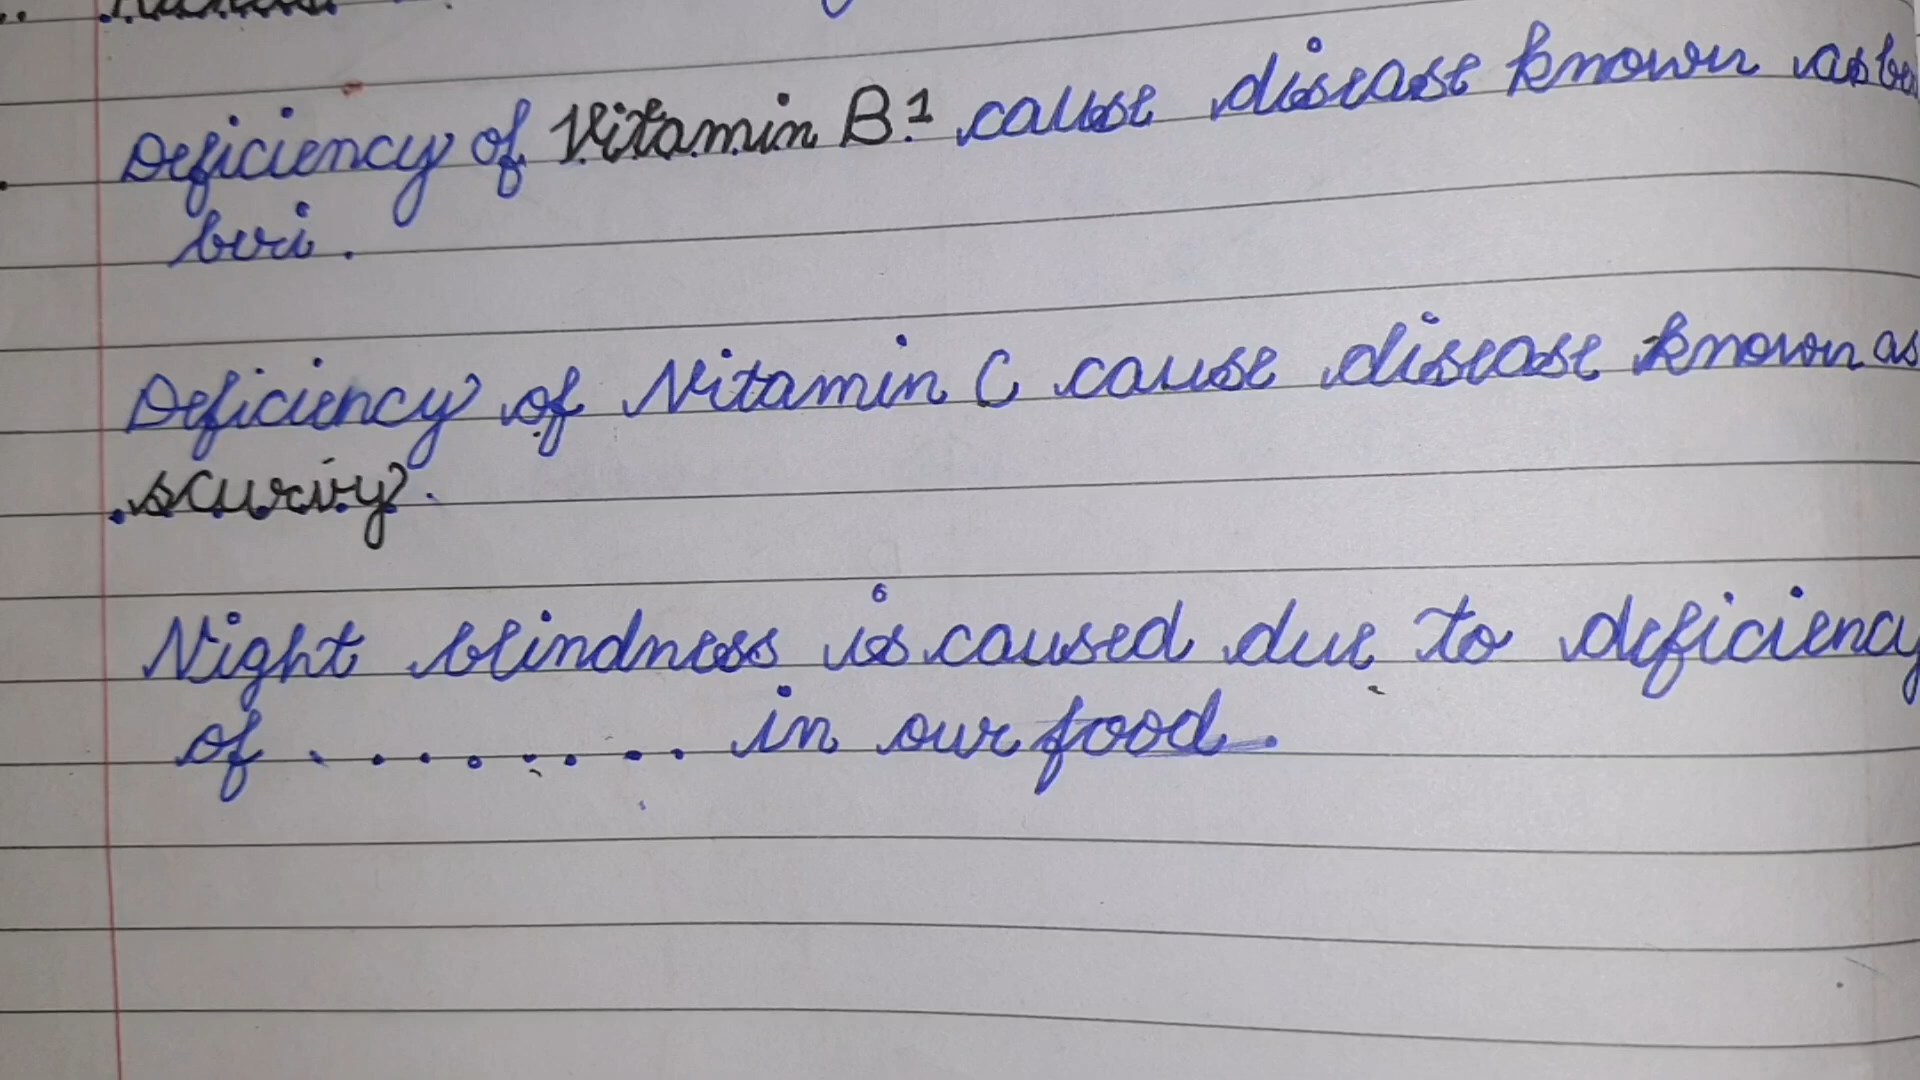 Deficiency of Vitamin B1 cause disease known as be
beri.
Deficiency of Vitamin C cause disease known as
scurvy.
Night blindness is caused due to deficiency
of ........ in our food.